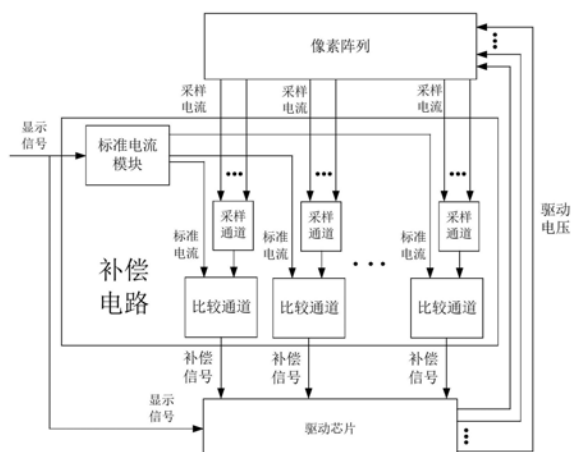 像素阵列
采样
电流
采样
电流
采样
电流
显示
信号
标准电流
模块
采样
通道
采样
通道
采样
通道
标准
电流
标准
电流
标准
电流
驱动
电压
补偿
电路
比较通道
比较通道
比较通道
补偿
信号
补偿
信号
补偿
信号
显示
信号
驱动芯片